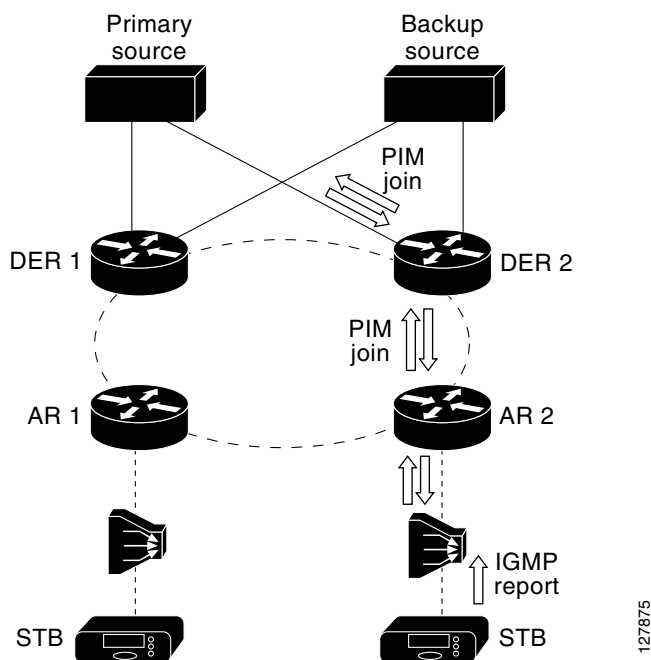 Primary
source
Backup
source
PIM
join
DER 1
DER 2
PIM
join
AR 1
AR 2
IGMP
report
STB
STB
127875